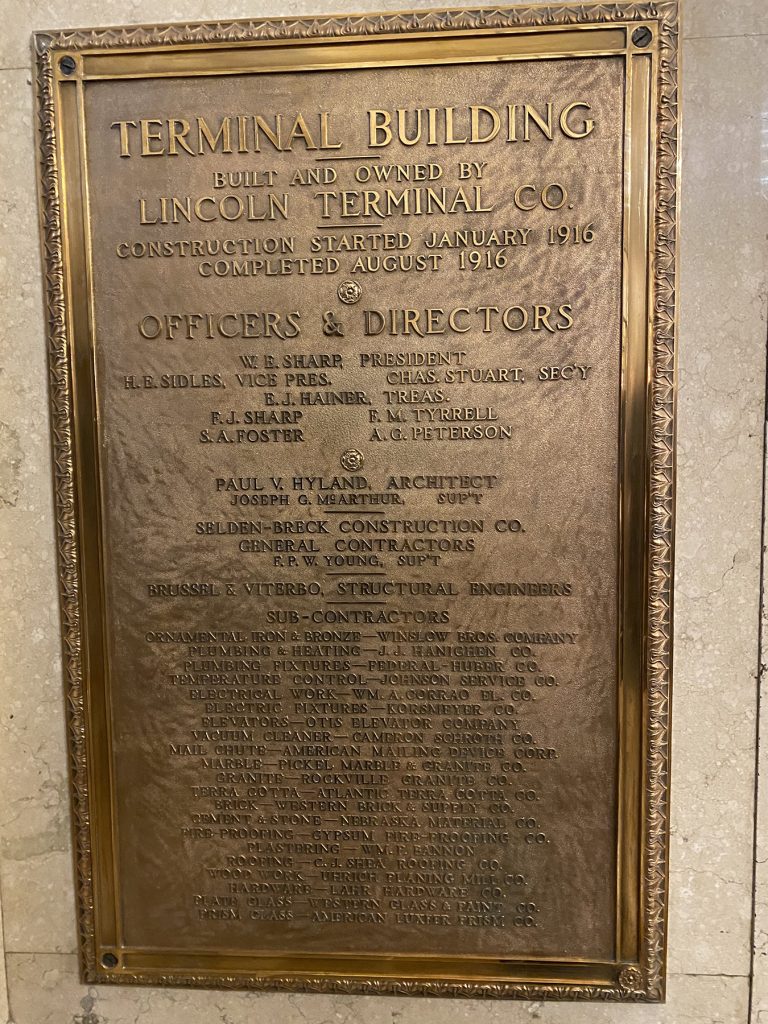 TERMINAL BUILDING
BUILT AND OWNED BY
LINCOLN TERMINAL CO.
CONSTRUCTION STARTED JANUARY 1916
COMPLETED AUGUST 1916
OFFICERS & DIRECTORS
W. E. SHARP, PRESIDENT
H. E. SIDLES, VICE PRES. CHAS. STUART, SEC'Y
E. J. HAINER, TREAS.
F. J. SHARP F. M. TYRRELL
S. A. FOSTER A. G. PETERSON
PAUL V. HYLAND, ARCHITECT
JOSEPH G. McARTHUR, SUP'T
SELDEN-BRECK CONSTRUCTION CO.
GENERAL CONTRACTORS
F. P. W. YOUNG, SUP'T
BRUSSEL & VITERBO, STRUCTURAL ENGINEERS
SUB-CONTRACTORS
ORNAMENTAL IRON & BRONZE—WINSLOW BROS. COMPANY
PLUMBING & HEATING—J. J. HANIGHEN CO.
PLUMBING FIXTURES—FEDERAL-HUBER CO.
TEMPERATURE CONTROL—JOHNSON SERVICE CO.
ELECTRICAL WORK—WM. A. CORRAO EL. CO.
ELECTRIC FIXTURES—KORSMEYER CO.
ELEVATORS—OTIS ELEVATOR COMPANY
VACUUM CLEANER—CAMERON SCHROTH CO.
MAIL CHUTE—AMERICAN MAILING DEVICE CORP.
MARBLE—PICKEL MARBLE & GRANITE CO.
GRANITE—ROCKVILLE GRANITE CO.
TERRA COTTA—ATLANTIC TERRA COTTA CO.
BRICK—WESTERN BRICK & SUPPLY CO.
CEMENT & STONE—NEBRASKA MATERIAL CO.
FIRE-PROOFING—GYPSUM FIRE-PROOFING CO.
PLASTERING—WM. P. BANNON
ROOFING—C. J. SHEA ROOFING CO.
WOOD WORK—UHRICH PLANING MILL CO.
HARDWARE—LAHR HARDWARE CO.
PLATE GLASS—WESTERN GLASS & PAINT CO.
PRISM GLASS—AMERICAN LUXFER PRISM CO.